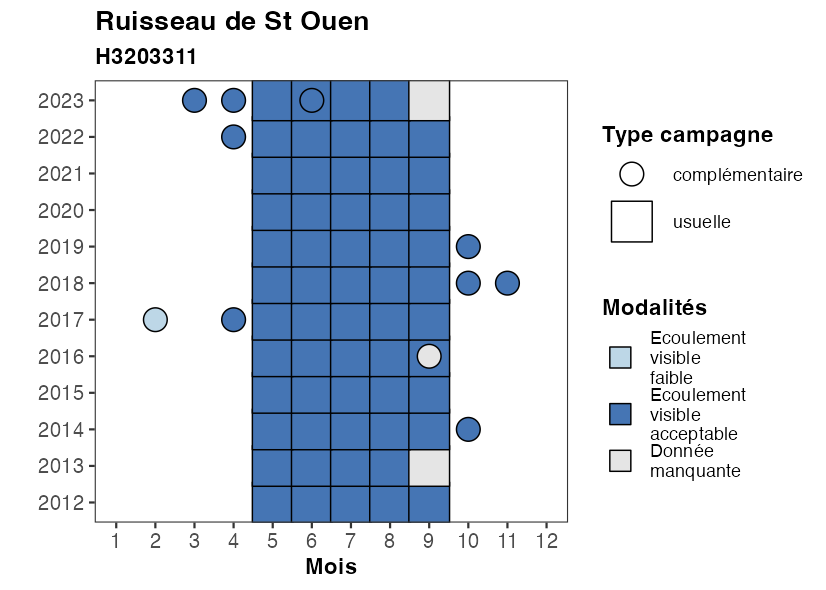 Ruisseau de St Ouen
H3203311
2023
2022
2021
2020
2019
2018
2017
2016
2015
2014
2013
2012
1 2 3 4 5 6 7 8 9 10 11 12
Mois
Type campagne
complémentaire
usuelle
Modalités
Ecoulement
visible
faible
Ecoulement
visible
acceptable
Donnée
manquante